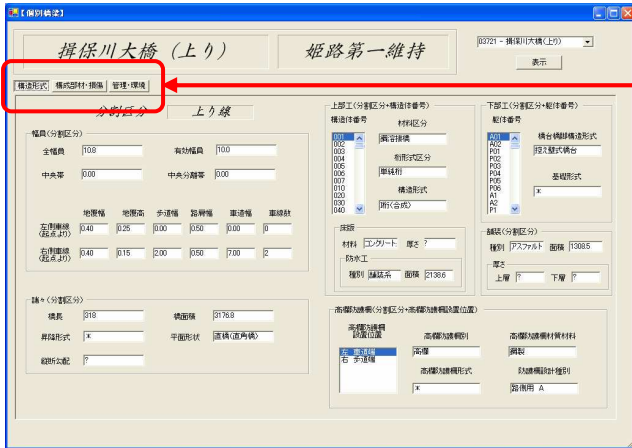 【個別橋梁】
揖保川大橋（上り）
姫路第一維持
03721 - 揖保川大橋(上り)
表示
構造形式 構成部材・損傷 管理・環境
分割区分 上り線
幅員(分割区分)
全幅員 10.8 有効幅員 10.0
中央帯 0.00 中央分離帯 0.00
地覆幅 地覆高 歩道幅 路肩幅 車道幅 車線数
左側車線(起点より) 0.40 0.25 0.00 0.50 0.00 0
右側車線(起点より) 0.40 0.15 2.00 0.50 7.00 2
諸々(分割区分)
橋長 318 橋面積 3176.8
昇降形式 * 平面形状 直橋(直角橋)
縦断勾配 ?
上部工(分割区分+構造体番号)
構造体番号
001
002
003
004
005
006
007
010
020
030
040
材料区分
鋼溶接橋
桁形式区分
単純桁
構造形式
桁(合成)
床版
材料 コンクリート 厚さ ?
防水工
種別 舗装系 面積 2138.6
下部工(分割区分+躯体番号)
躯体番号
A01
A02
P01
P02
P03
P04
P05
P06
A1
A2
P1
橋台橋脚構造形式
控え壁式橋台
基礎形式
*
舗装(分割区分)
種別 アスファルト 面積 1308.5
厚さ
上層 ? 下層 ?
高欄防護柵(分割区分+高欄防護柵設置位置)
高欄防護柵設置位置
左 車道端
右 歩道端
高欄防護柵別
高欄
高欄防護柵材質材料
鋼製
高欄防護柵形式
*
防護柵設計種別
路側用 A